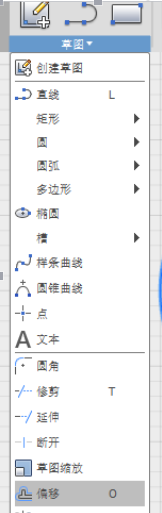 草图▼
创建草图
直线 L
矩形
圆
圆弧
多边形
椭圆
槽
样条曲线
圆锥曲线
点
A 文本
圆角
修剪 T
延伸
断开
草图缩放
偏移 O